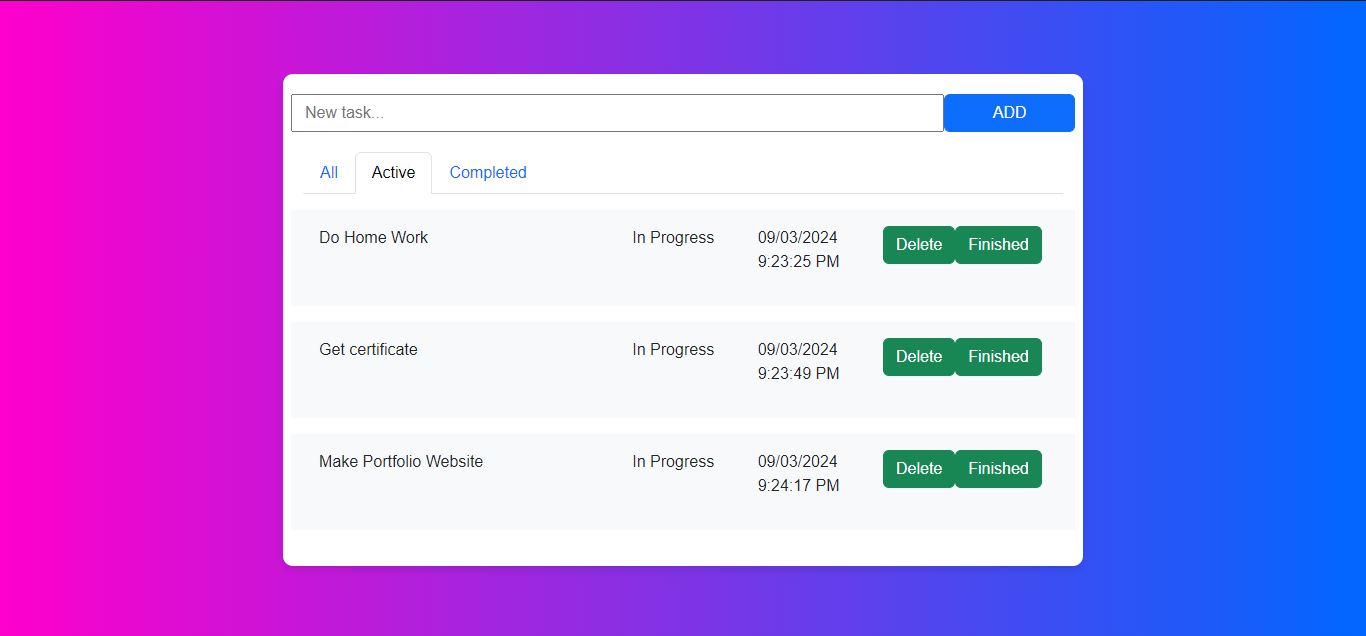 New task... ADD
All Active Completed
Do Home Work In Progress 09/03/2024 Delete Finished
9:23:25 PM
Get certificate In Progress 09/03/2024 Delete Finished
9:23:49 PM
Make Portfolio Website In Progress 09/03/2024 Delete Finished
9:24:17 PM